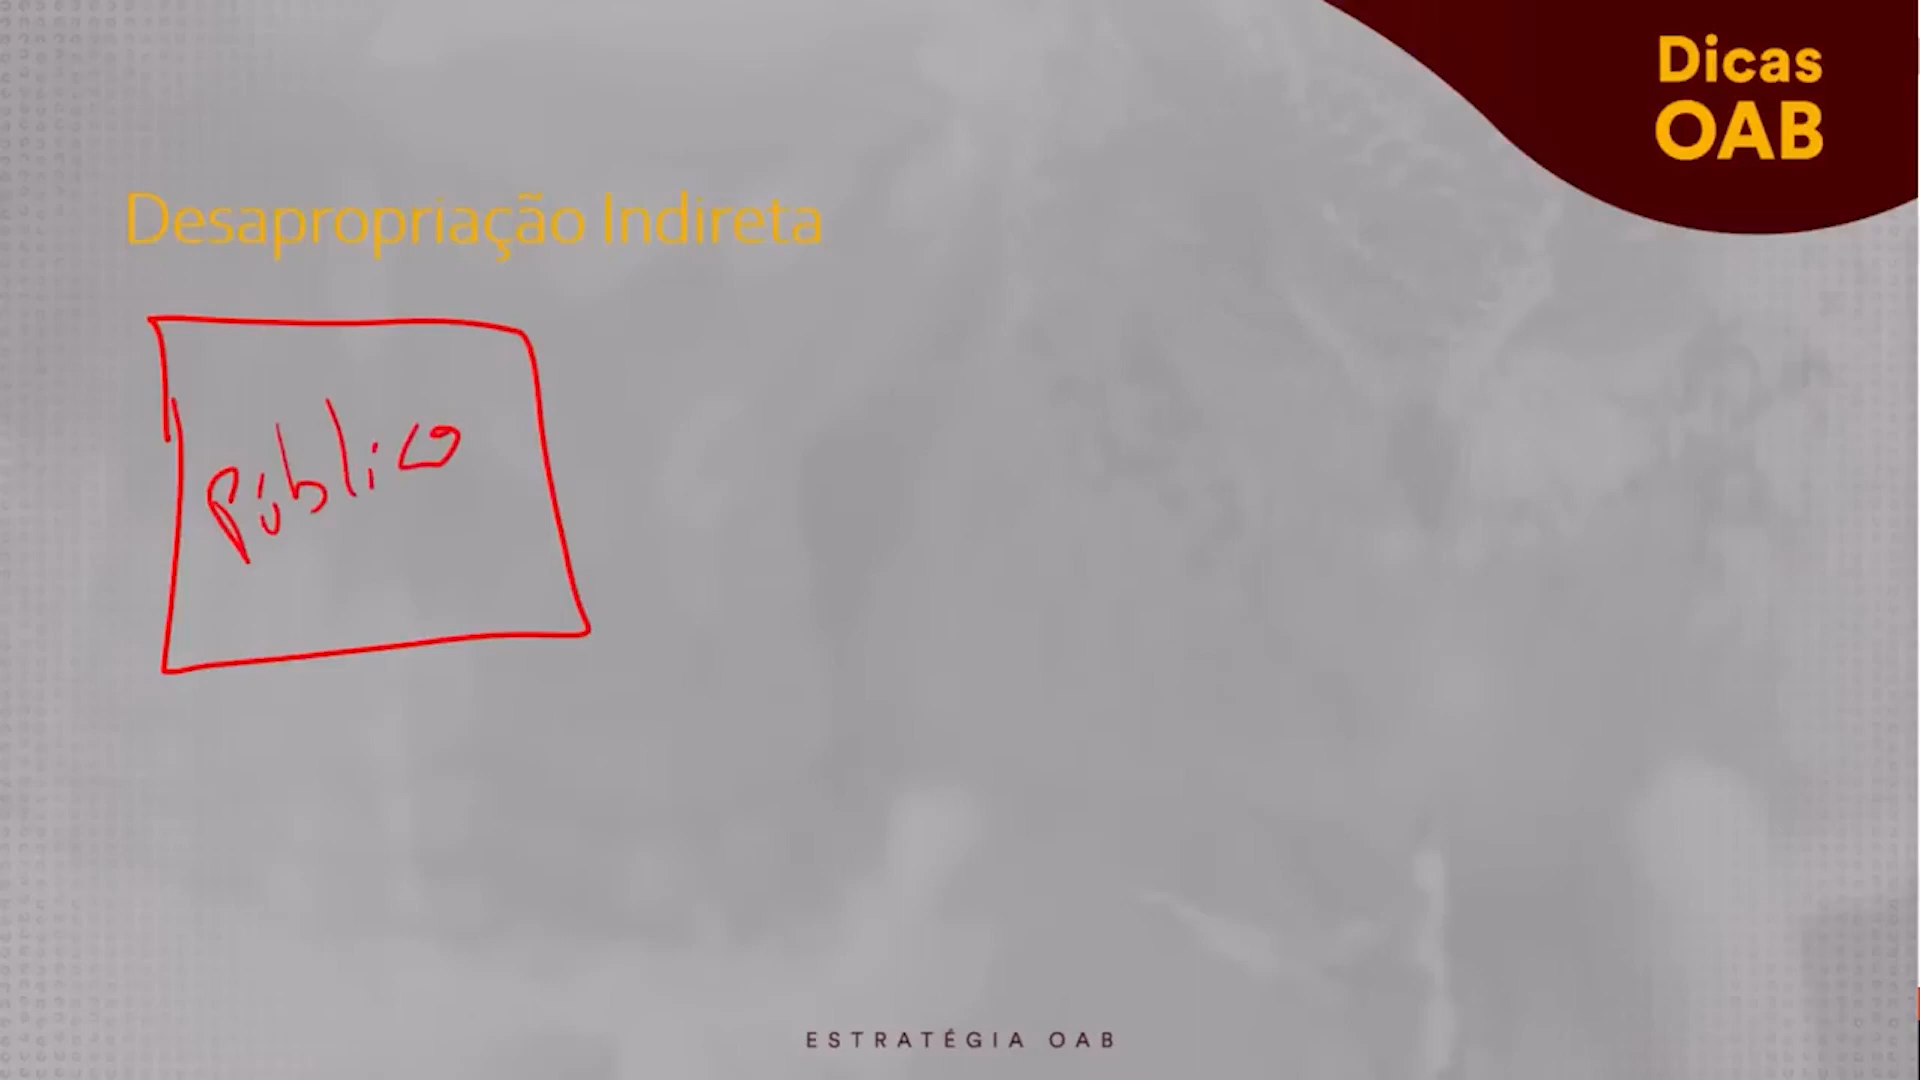 Dicas
OAB
Desapropriação Indireta
Público
ESTRATÉGIA OAB